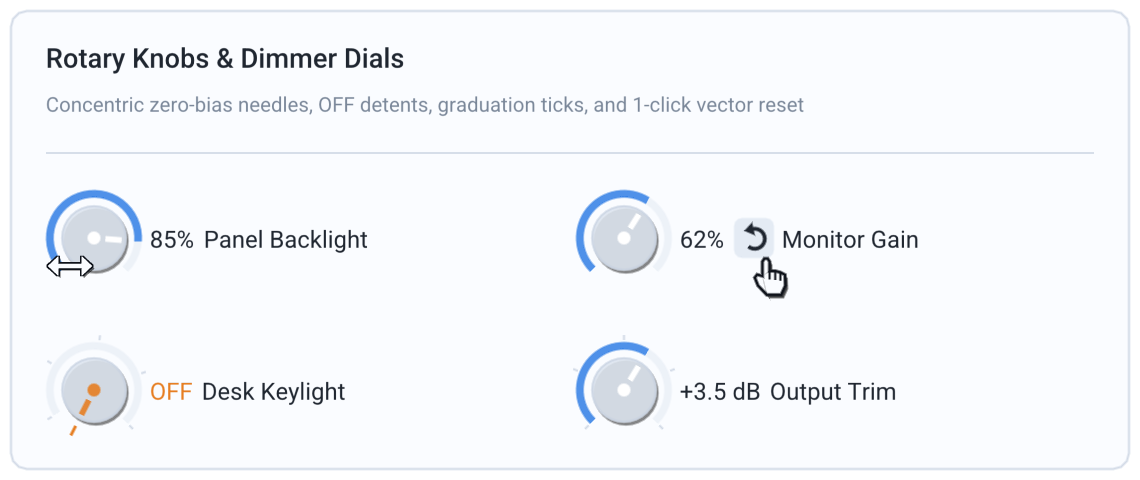 Rotary Knobs & Dimmer Dials
Concentric zero-bias needles, OFF detents, graduation ticks, and 1-click vector reset
85% Panel Backlight
62% Monitor Gain
OFF Desk Keylight
+3.5 dB Output Trim